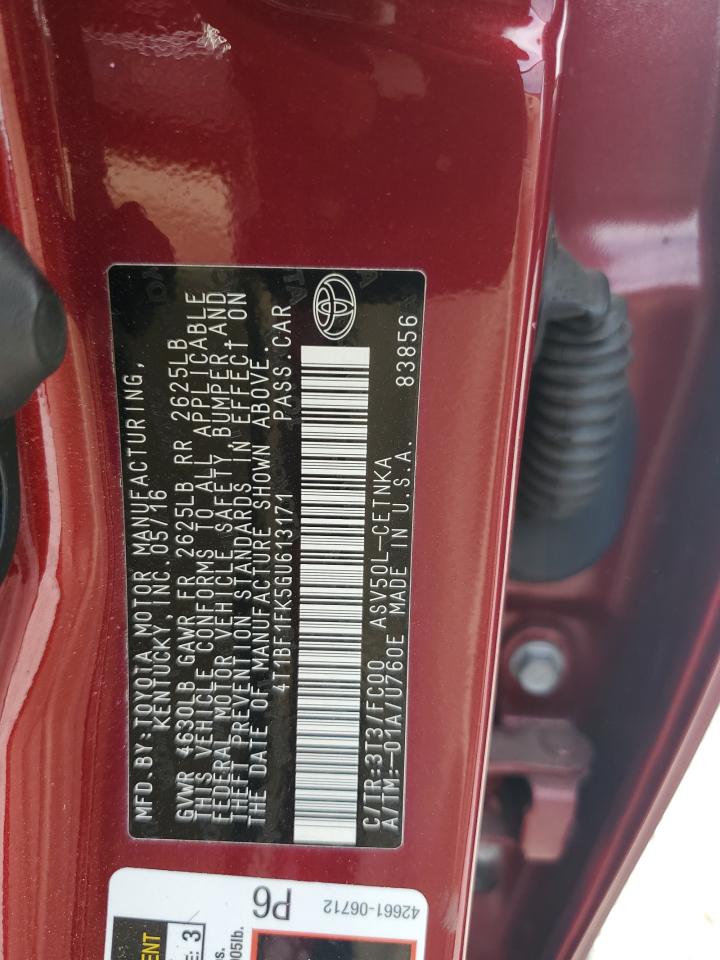 MFD.BY:TOYOTA MOTOR MANUFACTURING,
KENTUCKY, INC. 05/16
GVWR 4630LB GAWR FR 2625LB RR 2625LB
THIS VEHICLE CONFORMS TO ALL APPLICABLE
FEDERAL MOTOR VEHICLE SAFETY, BUMPER, AND
THEFT PREVENTION STANDARDS IN EFFECT ON
THE DATE OF MANUFACTURE SHOWN ABOVE.
4T1BF1FK5GU613171 PASS.CAR
C/TR:3T3/FC00 ASV50L-CETNKA
A/TM:-01A/U760E MADE IN U.S.A. 83856
P6
42661-06712
3
005lb.